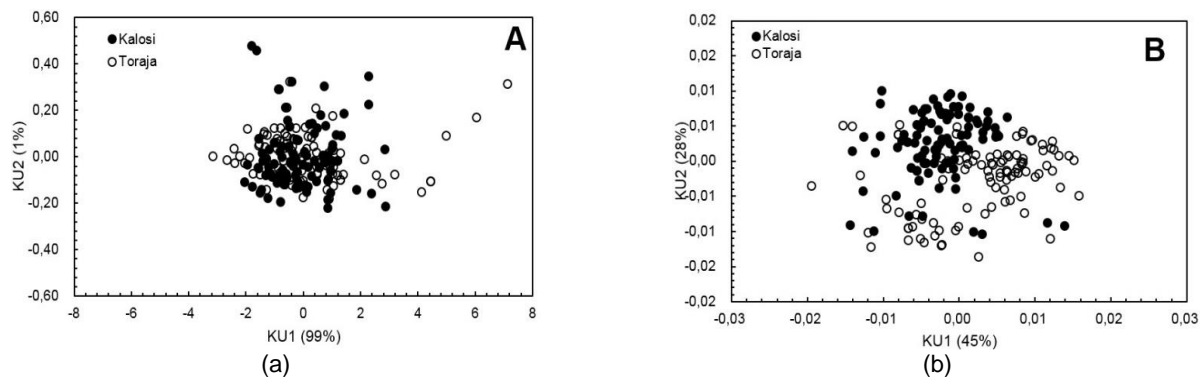 0,60
0,40
0,20
0,00
-0,20
-0,40
-0,60
KU2 (1%)
Kalosi
Toraja
A
-4 -2 0 2 4 6 8
KU1 (99%)
(a)
0,02
0,02
0,01
0,01
-0,00
-0,01
-0,01
-0,02
-0,02
KU2 (28%)
Kalosi
Toraja
B
-0,03 -0,02 -0,01 0,00 0,01 0,02 0,03
KU1 (45%)
(b)